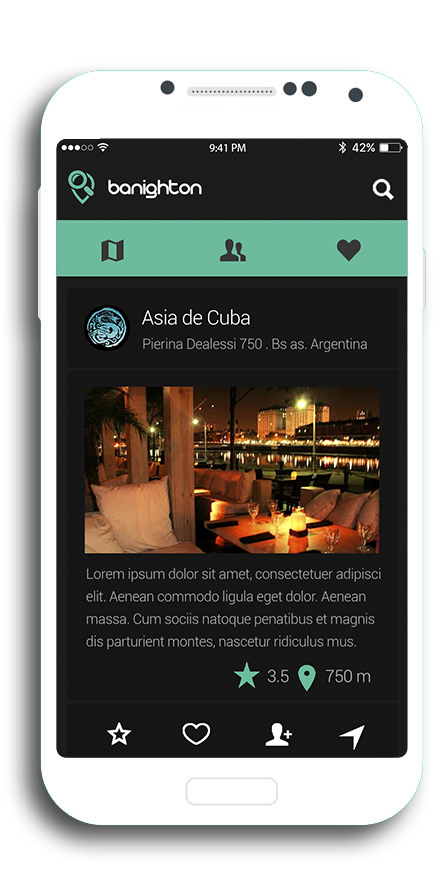 9:41 PM
42%
banighton
Asia de Cuba
Pierina Dealessi 750 . Bs as. Argentina
Lorem ipsum dolor sit amet, consectetuer adipisci
elit. Aenean commodo ligula eget dolor. Aenean
massa. Cum sociis natoque penatibus et magnis
dis parturient montes, nascetur ridiculus mus.
3.5
750 m